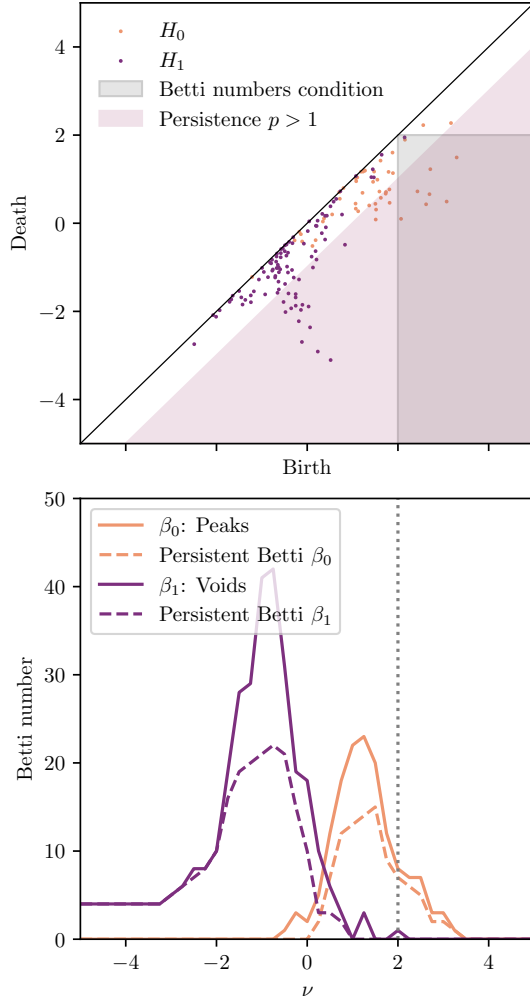 4
2
0
−2
−4
Death
H₀
H₁
Betti numbers condition
Persistence p > 1
Birth
50
40
30
20
10
0
Betti number
β₀: Peaks
Persistent Betti β₀
β₁: Voids
Persistent Betti β₁
−4 −2 0 2 4
ν